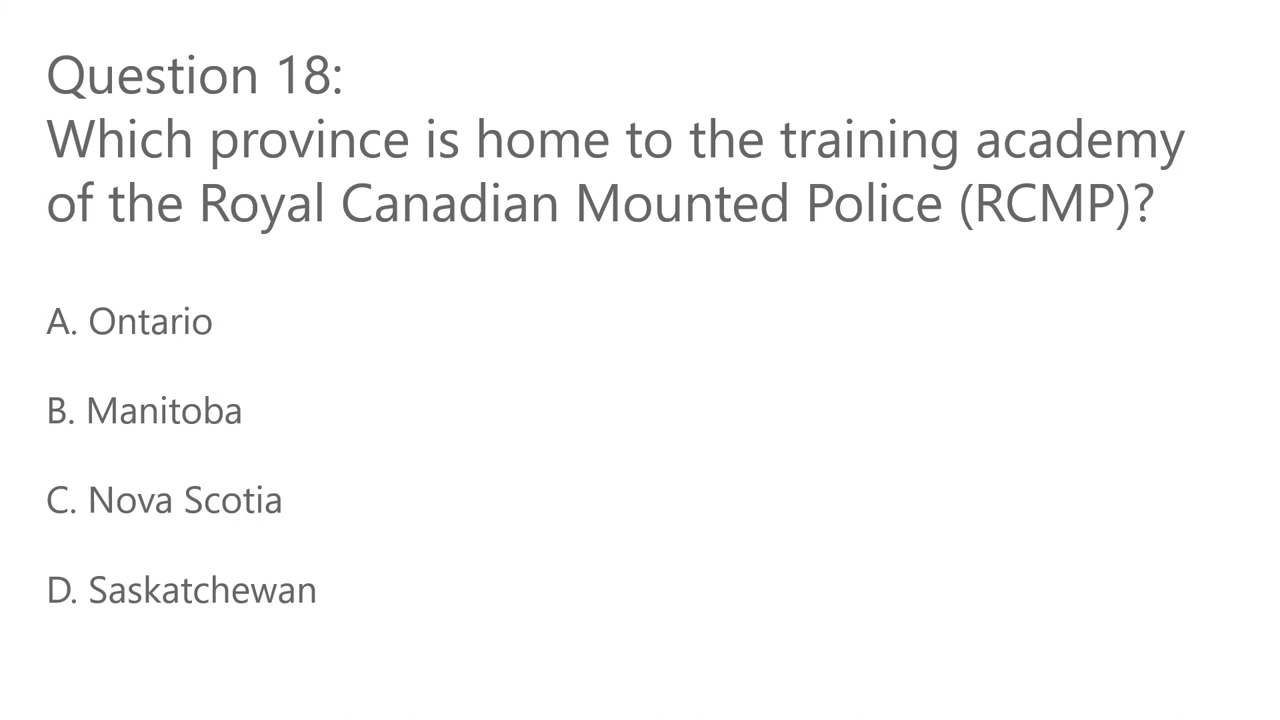 Question 18:
Which province is home to the training academy
of the Royal Canadian Mounted Police (RCMP)?
A. Ontario
B. Manitoba
C. Nova Scotia
D. Saskatchewan